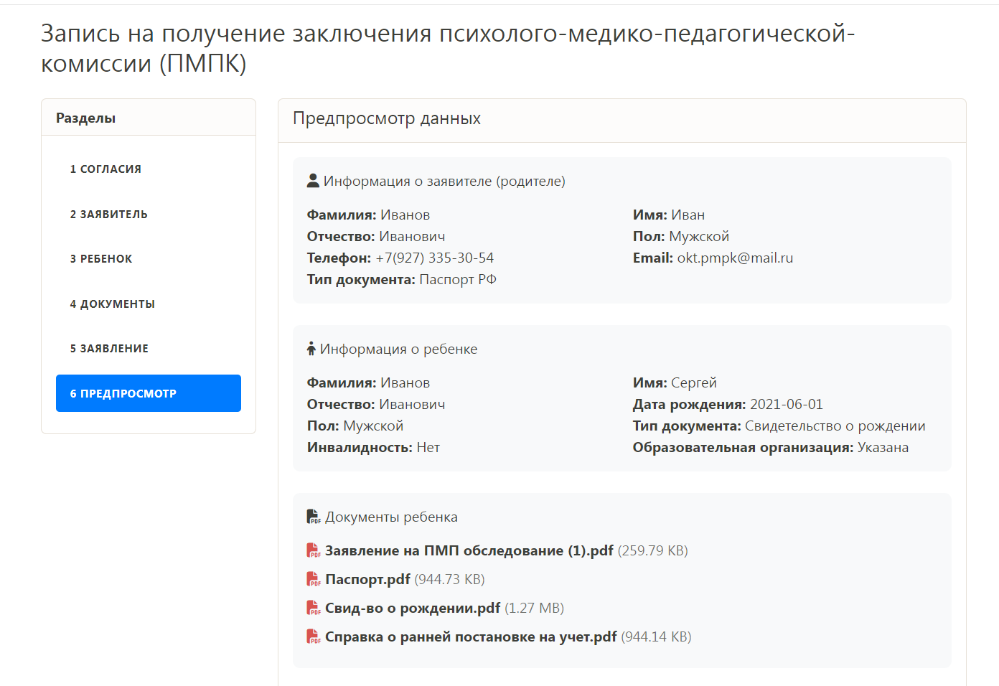 Запись на получение заключения психолого-медико-педагогической-
комиссии (ПМПК)
Разделы
1 СОГЛАСИЯ
2 ЗАЯВИТЕЛЬ
3 РЕБЕНОК
4 ДОКУМЕНТЫ
5 ЗАЯВЛЕНИЕ
6 ПРЕДПРОСМОТР
Предпросмотр данных
Информация о заявителе (родителе)
Фамилия: Иванов
Имя: Иван
Отчество: Иванович
Пол: Мужской
Телефон: +7(927) 335-30-54
Email: okt.pmpk@mail.ru
Тип документа: Паспорт РФ
Информация о ребенке
Фамилия: Иванов
Имя: Сергей
Отчество: Иванович
Дата рождения: 2021-06-01
Пол: Мужской
Тип документа: Свидетельство о рождении
Инвалидность: Нет
Образовательная организация: Указана
PDF Документы ребенка
PDF Заявление на ПМП обследование (1).pdf (259.79 KB)
PDF Паспорт.pdf (944.73 KB)
PDF Свид-во о рождении.pdf (1.27 MB)
PDF Справка о ранней постановке на учет.pdf (944.14 KB)